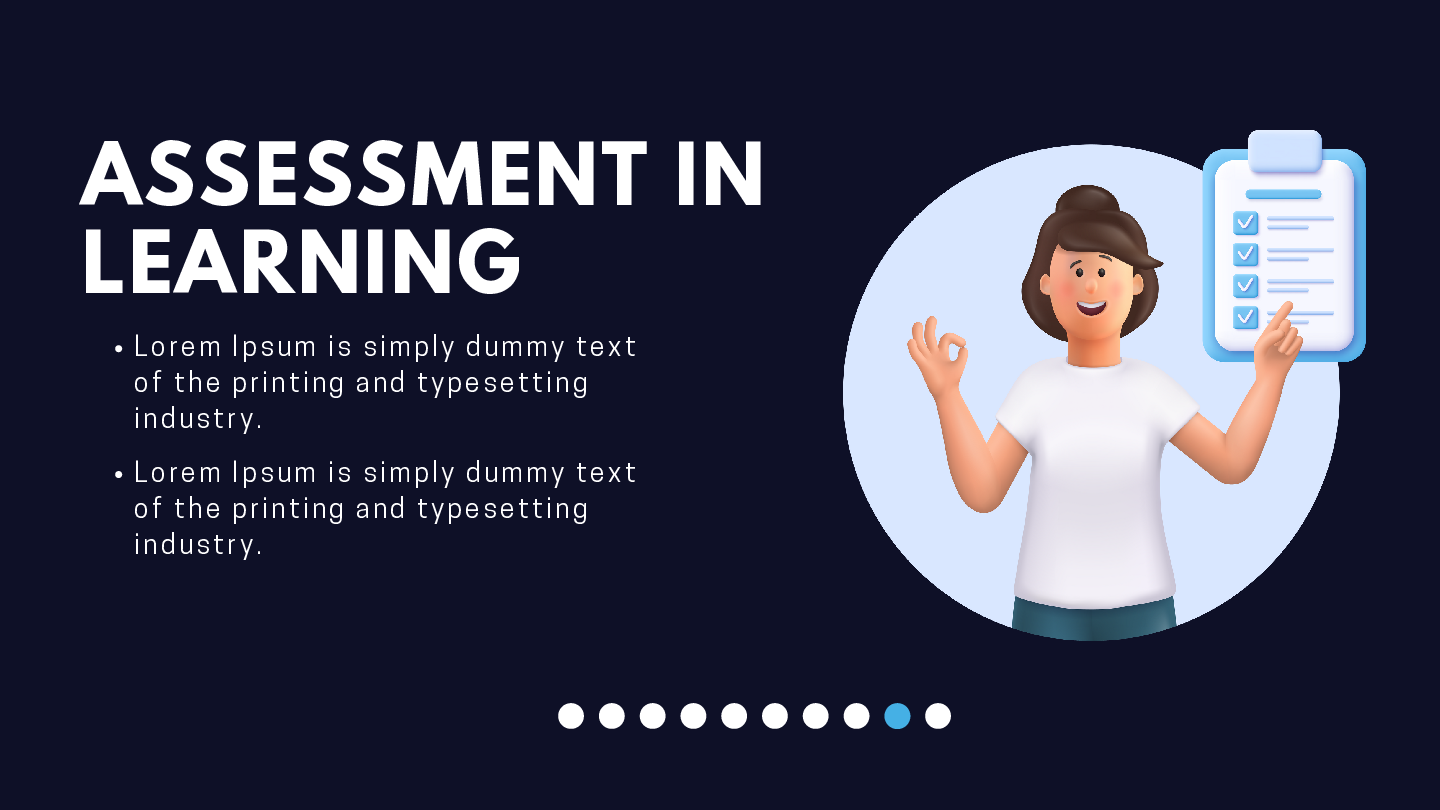 ASSESSMENT IN
LEARNING
• Lorem Ipsum is simply dummy text
of the printing and typesetting
industry.
• Lorem Ipsum is simply dummy text
of the printing and typesetting
industry.